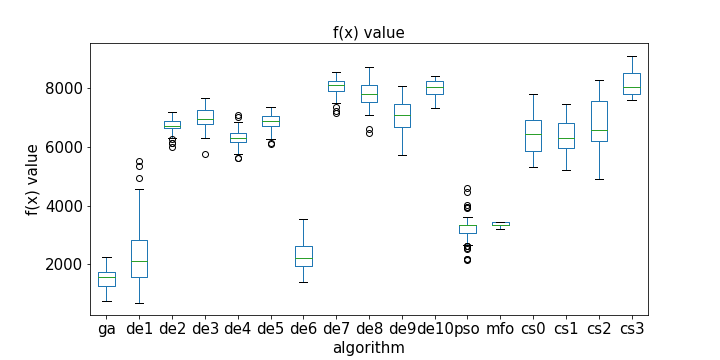 f(x) value
f(x) value
8000
6000
4000
2000
ga de1 de2 de3 de4 de5 de6 de7 de8 de9 de10 pso mfo cs0 cs1 cs2 cs3
algorithm